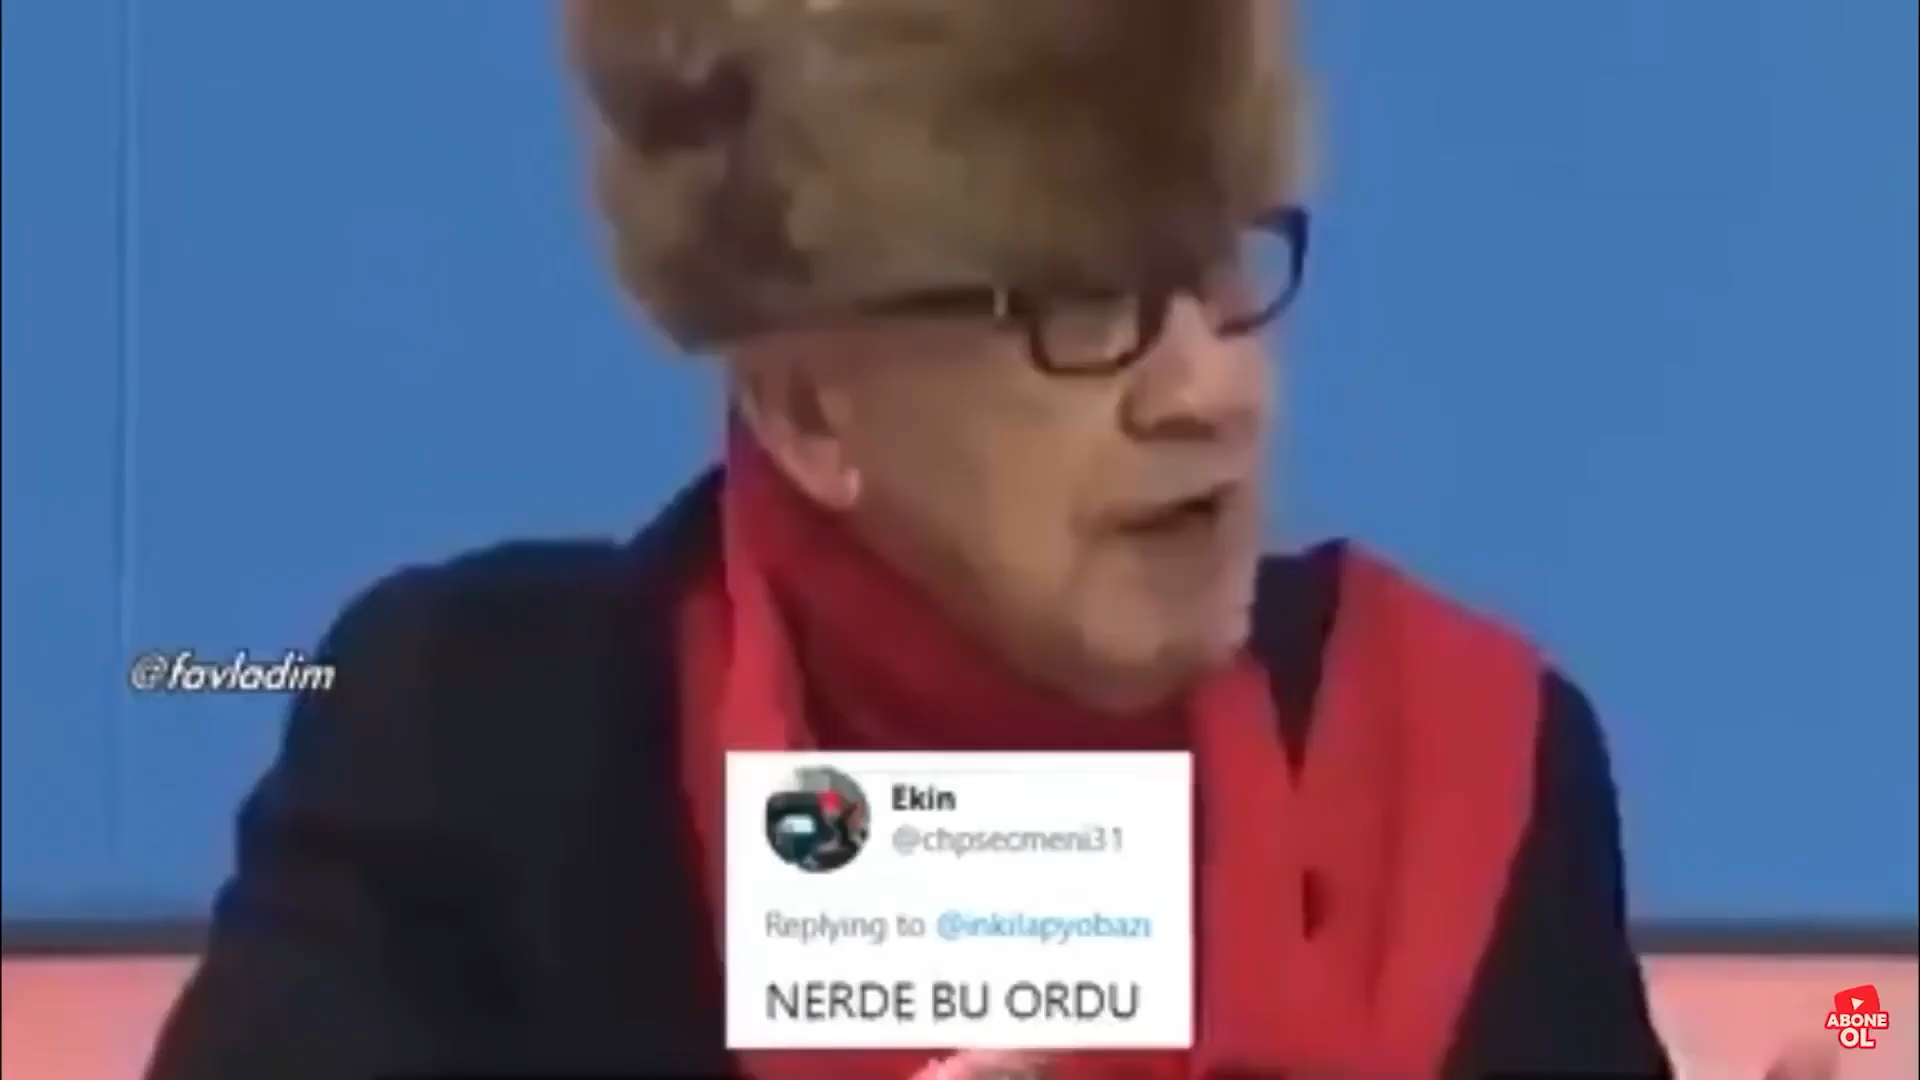 @favladim
Ekin
@chpsecmeni31
Replying to @inkilapyobazı
NERDE BU ORDU
ABONE
OL